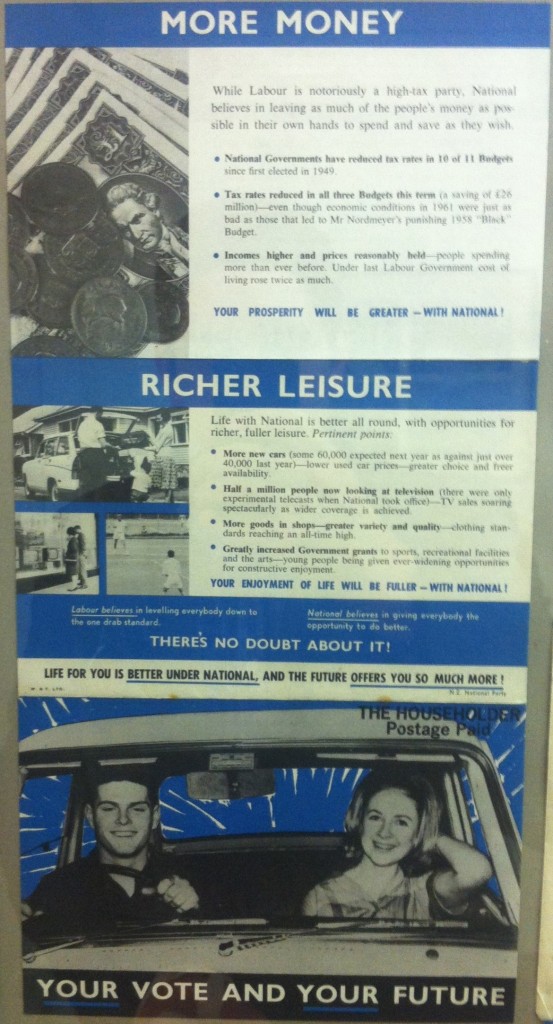 MORE MONEY
While Labour is notoriously a high-tax party, National
believes in leaving as much of the people's money as pos-
sible in their own hands to spend and save as they wish.
• National Governments have reduced tax rates in 10 of 11 Budgets
since first elected in 1949.
• Tax rates reduced in all three Budgets this term (a saving of £26
million)—even though economic conditions in 1961 were just as
bad as those that led to Mr Nordmeyer's punishing 1958 "Black"
Budget.
• Incomes higher and prices reasonably held—people spending
more than ever before. Under last Labour Government cost of
living rose twice as much.
YOUR PROSPERITY WILL BE GREATER – WITH NATIONAL!
RICHER LEISURE
Life with National is better all round, with opportunities for
richer, fuller leisure. Pertinent points:
• More new cars (some 60,000 expected next year as against just over
40,000 last year)—lower used car prices—greater choice and freer
availability.
• Half a million people now looking at television (there were only
experimental telecasts when National took office)—TV sales soaring
spectacularly as wider coverage is achieved.
• More goods in shops—greater variety and quality—clothing stan-
dards reaching an all-time high.
• Greatly increased Government grants to sports, recreational facilities
and the arts—young people being given ever-widening opportunities
for constructive enjoyment.
YOUR ENJOYMENT OF LIFE WILL BE FULLER – WITH NATIONAL!
Labour believes in levelling everybody down to
the one drab standard.
National believes in giving everybody the
opportunity to do better.
THERE'S NO DOUBT ABOUT IT!
LIFE FOR YOU IS BETTER UNDER NATIONAL, AND THE FUTURE OFFERS YOU SO MUCH MORE!
N.Z. National Party
THE HOUSEHOLDER
Postage Paid
YOUR VOTE AND YOUR FUTURE